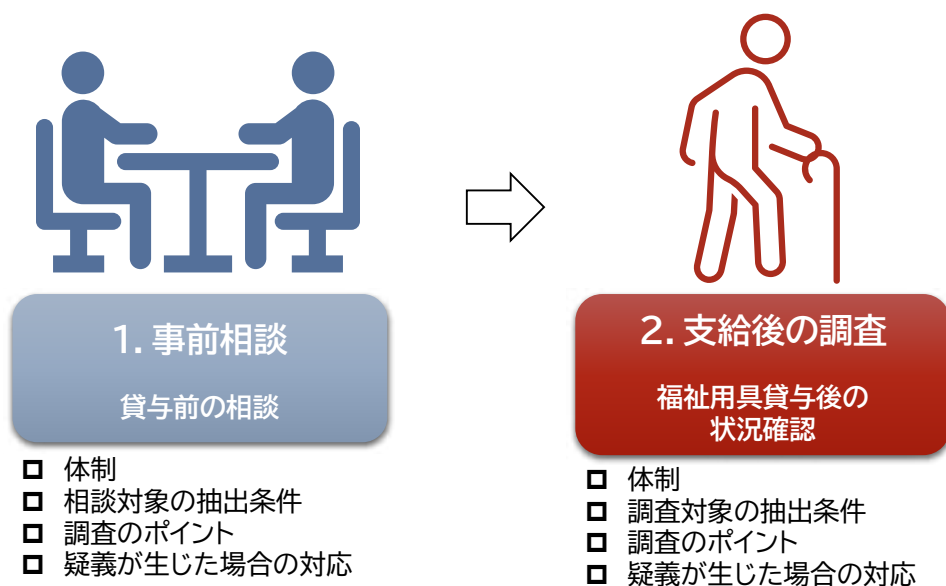 1. 事前相談
貸与前の相談
体制
相談対象の抽出条件
調査のポイント
疑義が生じた場合の対応
2. 支給後の調査
福祉用具貸与後の
状況確認
体制
調査対象の抽出条件
調査のポイント
疑義が生じた場合の対応